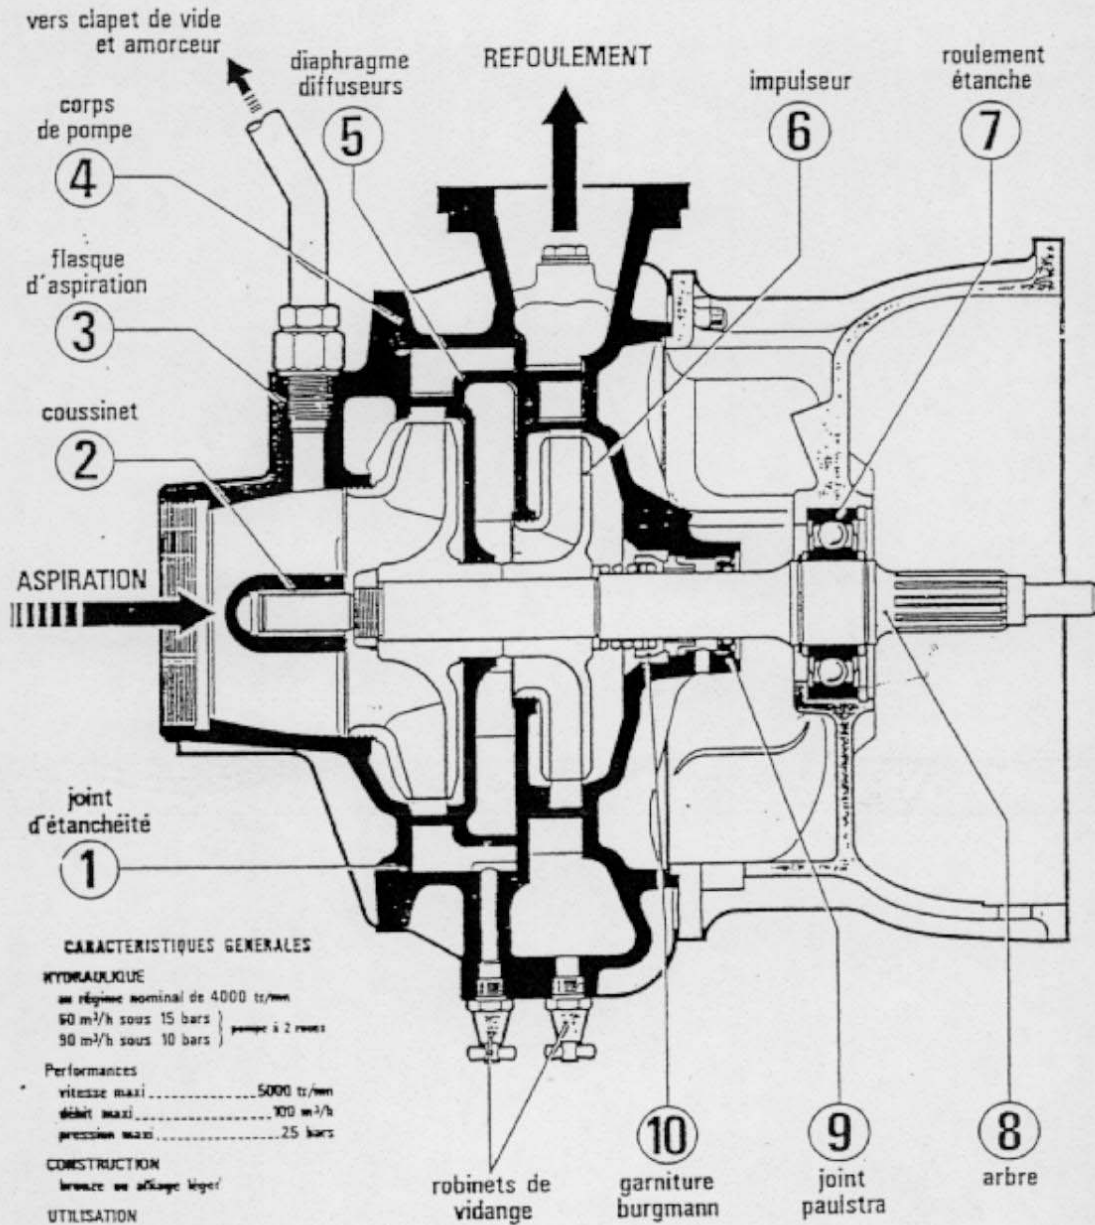 vers clapet de vide
et amorceur
corps
de pompe
4
diaphragme
diffuseurs
5
REFOULEMENT
impulseur
6
roulement
étanche
7
flasque
d'aspiration
3
coussinet
2
ASPIRATION
joint
d'étanchéité
1
CARACTERISTIQUES GENERALES
HYDRAULIQUE
au régime nominal de 4000 tr/mn
60 m³/h sous 15 bars
90 m³/h sous 10 bars
pompe à 2 roues
Performances
vitesse maxi 5000 tr/mn
débit maxi 100 m³/h
pression maxi 25 bars
CONSTRUCTION
bronze ou alliage léger
UTILISATION
robinets de
vidange
10
garniture
burgmann
9
joint
paulstra
8
arbre